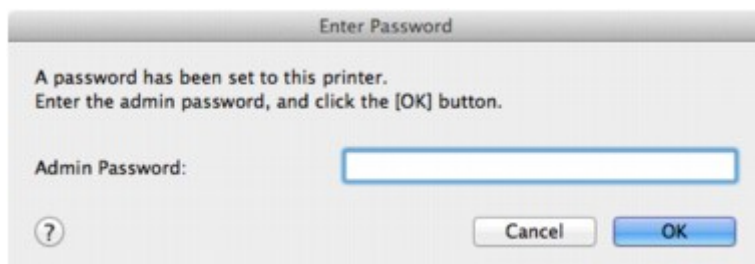 Enter Password
A password has been set to this printer.
Enter the admin password, and click the [OK] button.
Admin Password:
?
Cancel
OK